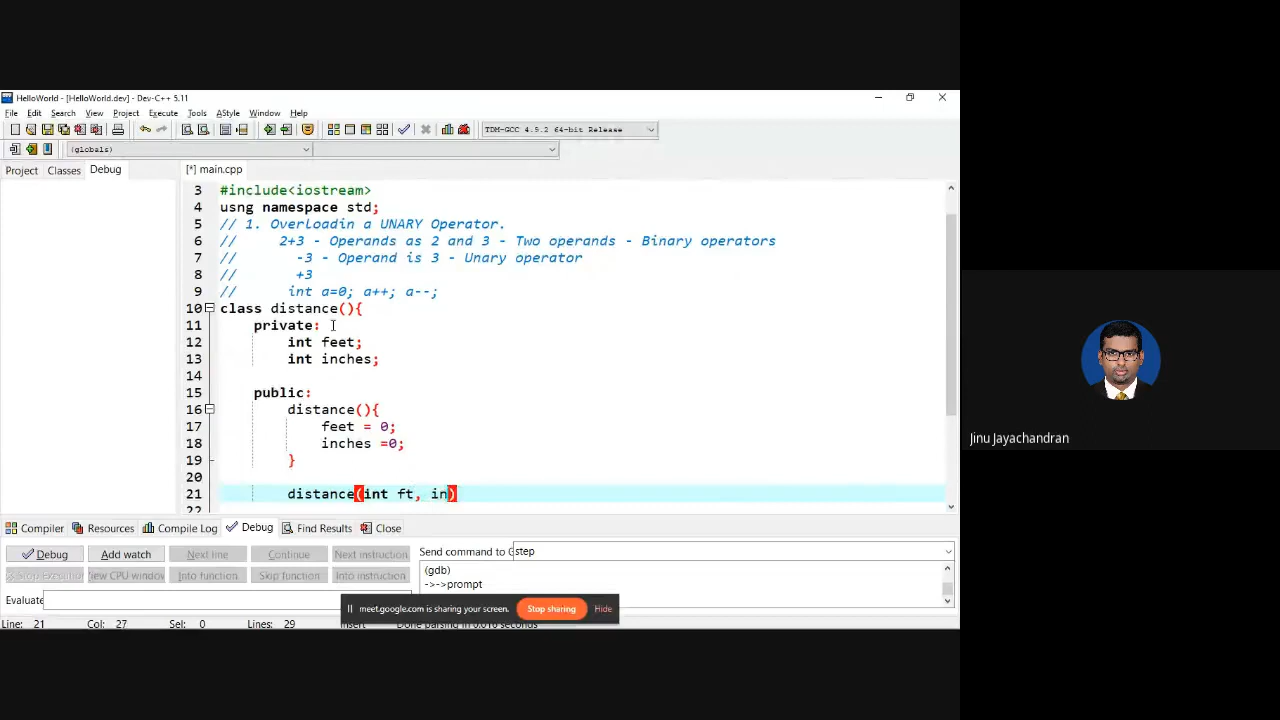 HelloWorld - [HelloWorld.dev] - Dev-C++ 5.11
File Edit Search View Project Execute Tools AStyle Window Help
TDM-GCC 4.9.2 64-bit Release
(globals)
Project Classes Debug
[*] main.cpp
3 #include<iostream>
4 usng namespace std;
5 // 1. Overloadin a UNARY Operator.
6 // 2+3 - Operands as 2 and 3 - Two operands - Binary operators
7 // -3 - Operand is 3 - Unary operator
8 // +3
9 // int a=0; a++; a--;
10 class distance(){
11 private:
12 int feet;
13 int inches;
14
15 public:
16 distance(){
17 feet = 0;
18 inches =0;
19 }
20
21 distance(int ft, in)
22
Compiler Resources Compile Log Debug Find Results Close
Debug Add watch Next line Continue Next instruction
Send command to G step
Stop Execution View CPU window Into function Skip function Into instruction
(gdb)
->->prompt
Evaluate
meet.google.com is sharing your screen. Stop sharing Hide
Line: 21 Col: 27 Sel: 0 Lines: 29 Insert Done parsing in 0.016 seconds
Jinu Jayachandran